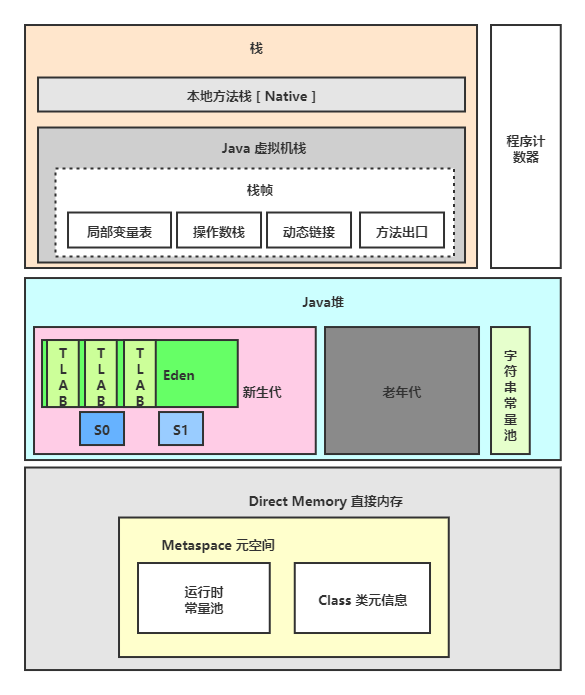 栈
本地方法栈 [ Native ]
Java 虚拟机栈
栈帧
局部变量表
操作数栈
动态链接
方法出口
程序计
数器
Java堆
T
L
A
B
T
L
A
B
T
L
A
B
Eden
新生代
S0
S1
老年代
字
符
串
常
量
池
Direct Memory 直接内存
Metaspace 元空间
运行时
常量池
Class 类元信息